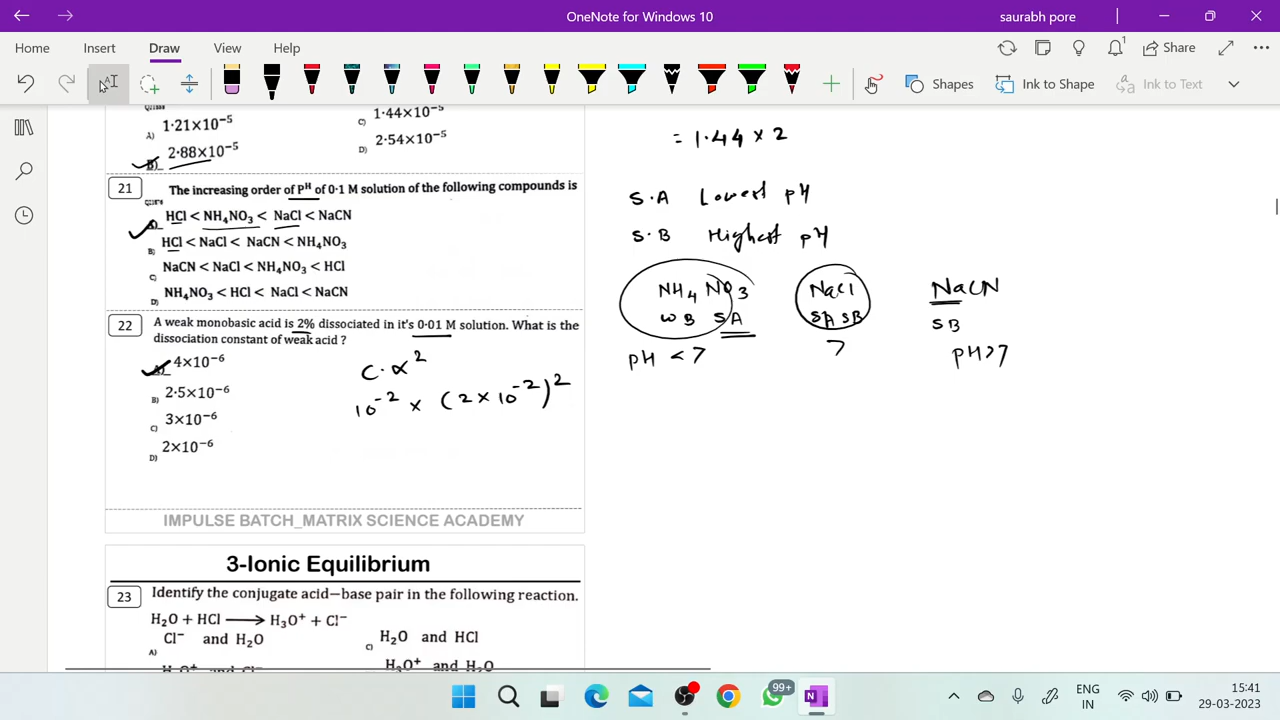 OneNote for Windows 10
saurabh pore
Home Insert Draw View Help
Share
Shapes
Ink to Shape
Ink to Text
A) 1·21×10⁻⁵
C) 1·44×10⁻⁵
B) 2·88×10⁻⁵
D) 2·54×10⁻⁵
= 1.44 × 2
21
The increasing order of Pᴴ of 0·1 M solution of the following compounds is
A) HCl < NH₄NO₃ < NaCl < NaCN
B) HCl < NaCl < NaCN < NH₄NO₃
C) NaCN < NaCl < NH₄NO₃ < HCl
D) NH₄NO₃ < HCl < NaCl < NaCN
S.A Lowest pH
S.B Highest pH
NH₄ NO₃ NaCl NaCN
WB SA SA SB SB
pH < 7 7 pH>7
22
A weak monobasic acid is 2% dissociated in it's 0·01 M solution. What is the
dissociation constant of weak acid ?
A) 4×10⁻⁶
B) 2·5×10⁻⁶
C) 3×10⁻⁶
D) 2×10⁻⁶
C.α²
10⁻² × (2×10⁻²)²
IMPULSE BATCH_MATRIX SCIENCE ACADEMY
3-Ionic Equilibrium
23
Identify the conjugate acid–base pair in the following reaction.
H₂O + HCl ⟶ H₃O⁺ + Cl⁻
A) Cl⁻ and H₂O
C) H₂O and HCl
H₃O⁺ and Cl⁻
H₃O⁺ and H₂O
99+
ENG
IN
15:41
29-03-2023